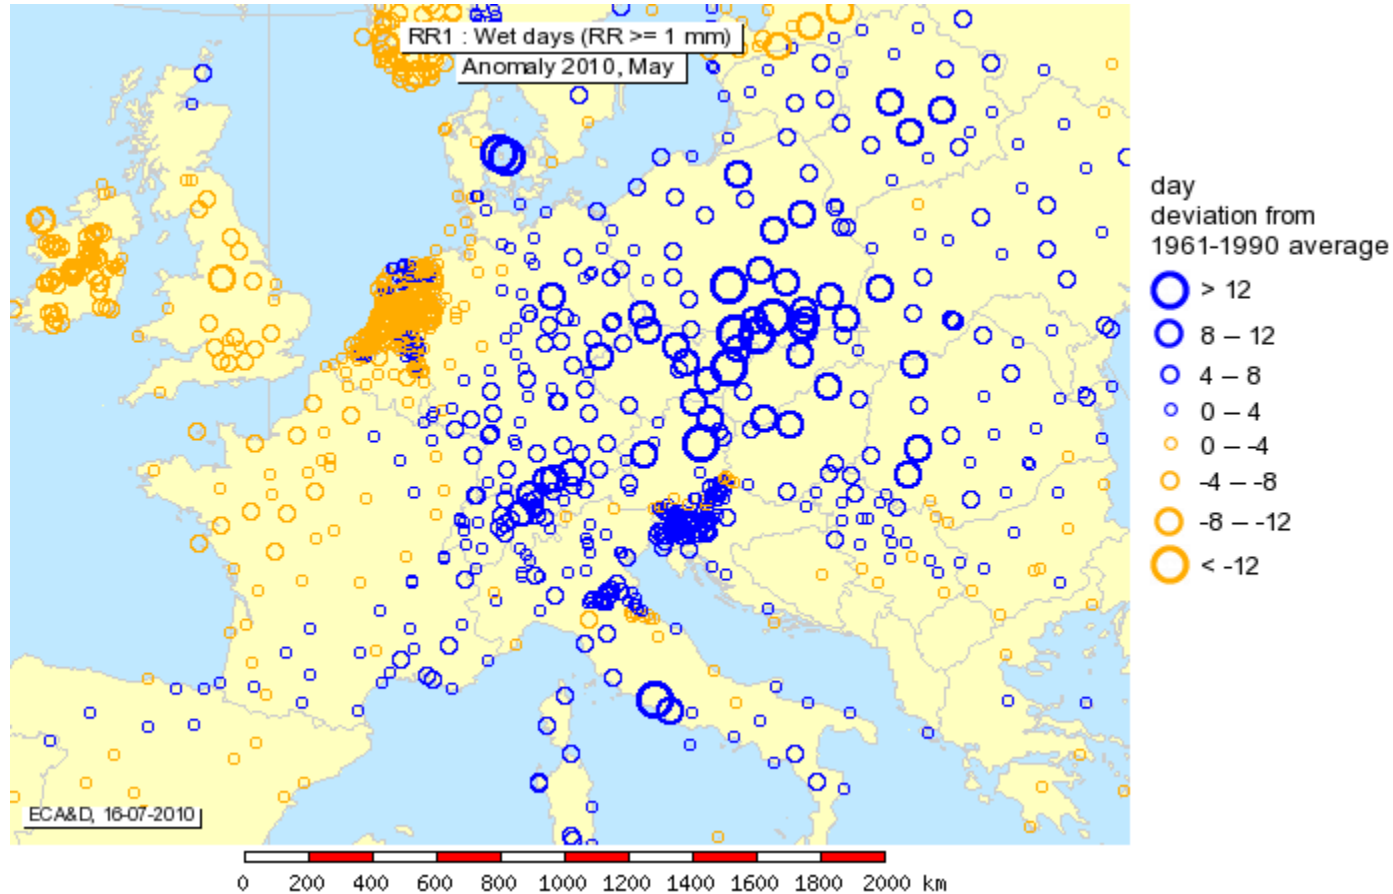 RR1 : Wet days (RR >= 1 mm)
Anomaly 2010, May
day
deviation from
1961-1990 average
> 12
8 – 12
4 – 8
0 – 4
0 – -4
-4 – -8
-8 – -12
< -12
ECA&D, 16-07-2010
0 200 400 600 800 1000 1200 1400 1600 1800 2000 km